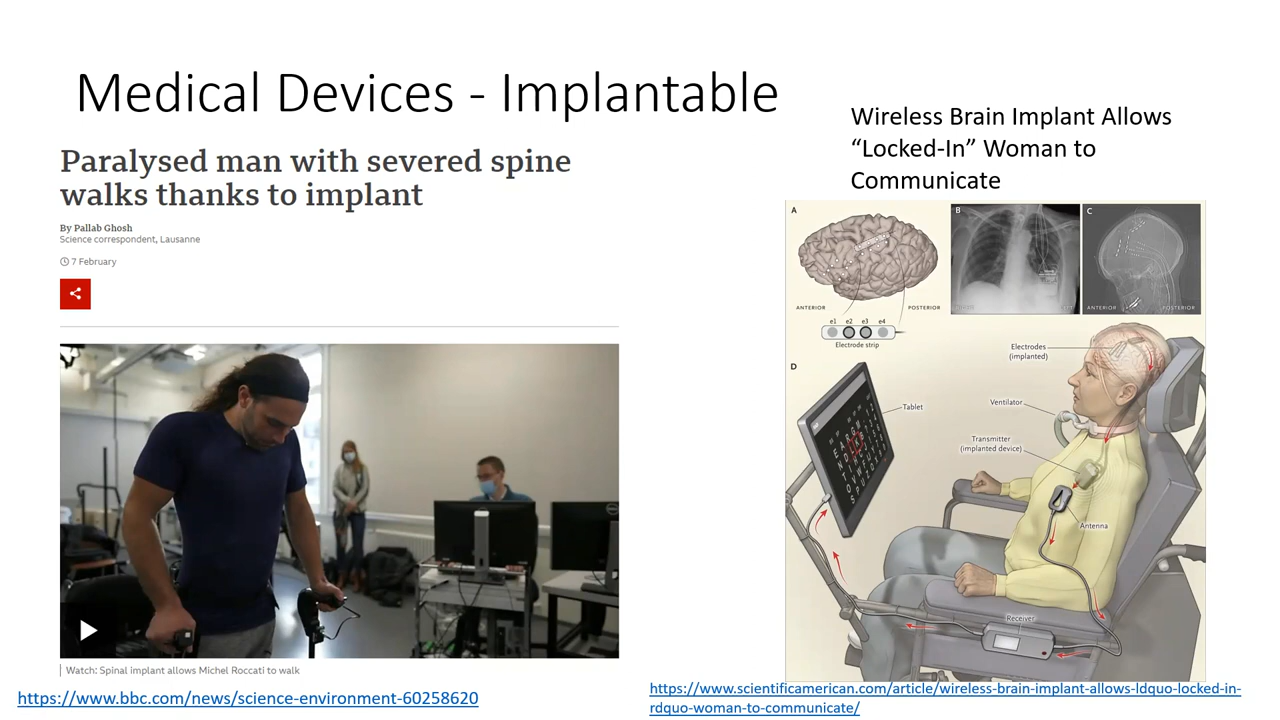 Medical Devices - Implantable
Paralysed man with severed spine
walks thanks to implant
By Pallab Ghosh
Science correspondent, Lausanne
7 February
Watch: Spinal implant allows Michel Roccati to walk
https://www.bbc.com/news/science-environment-60258620
Wireless Brain Implant Allows
“Locked-In” Woman to
Communicate
A
B
C
ANTERIOR
POSTERIOR
ANTERIOR
POSTERIOR
e1 e2 e3 e4
Electrode strip
D
Electrodes
(implanted)
Tablet
Ventilator
Transmitter
(implanted device)
Antenna
Receiver
https://www.scientificamerican.com/article/wireless-brain-implant-allows-ldquo-locked-in-
rdquo-woman-to-communicate/